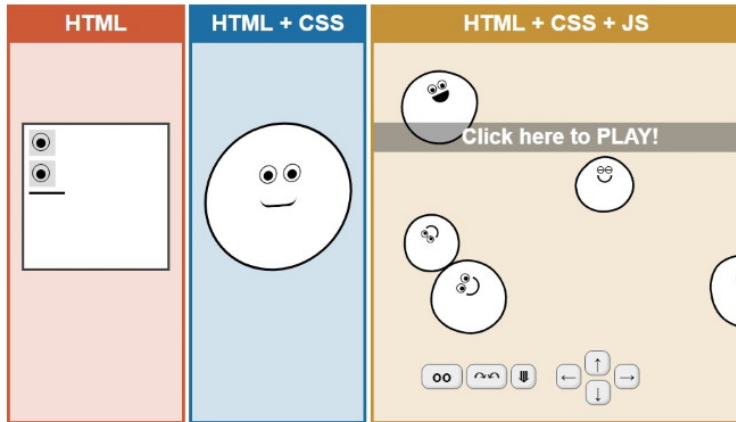 HTML
HTML + CSS
HTML + CSS + JS
Click here to PLAY!